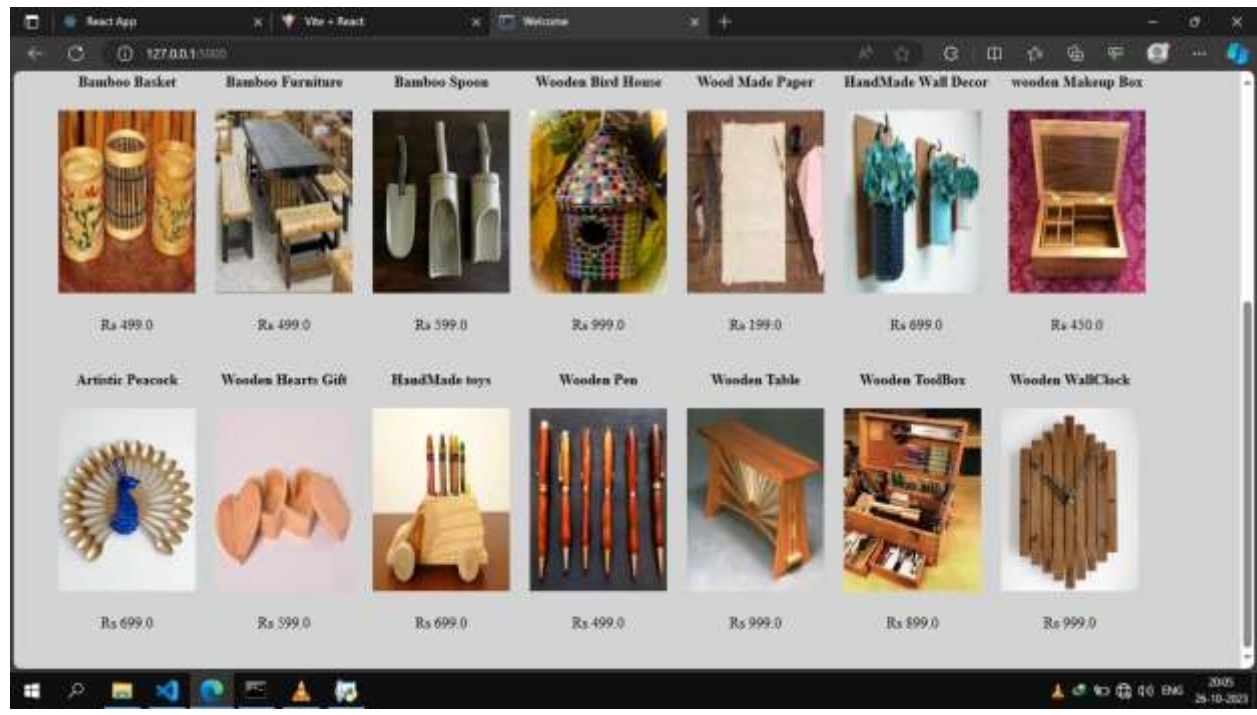 React App Vite + React Welcome
127.0.0.1:5000
Bamboo Basket Bamboo Furniture Bamboo Spoon Wooden Bird House Wood Made Paper HandMade Wall Decor wooden Makeup Box
Rs 499.0 Rs 499.0 Rs 599.0 Rs 999.0 Rs 199.0 Rs 699.0 Rs 450.0
Artistic Peacock Wooden Hearts Gift HandMade toys Wooden Pen Wooden Table Wooden ToolBox Wooden WallClock
Rs 699.0 Rs 599.0 Rs 699.0 Rs 499.0 Rs 999.0 Rs 899.0 Rs 999.0
ENG 20:05
26-10-2023